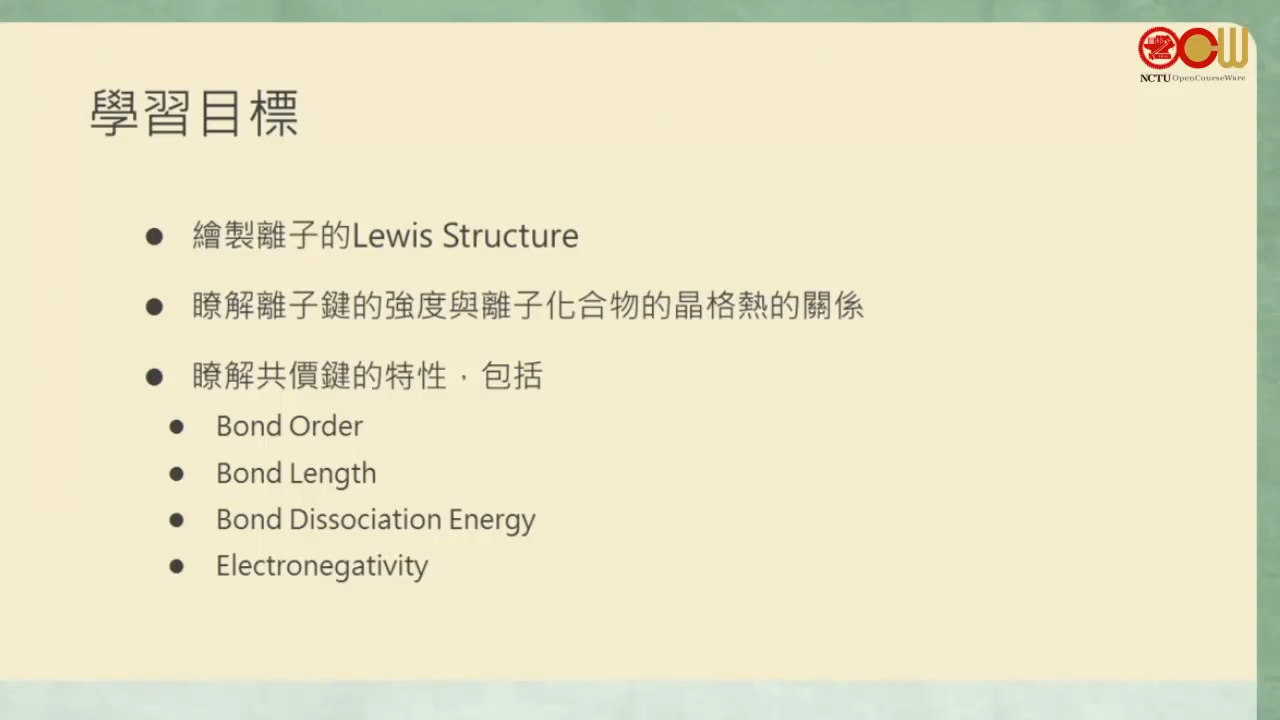 NCTU OpenCourseWare
學習目標
繪製離子的Lewis Structure
瞭解離子鍵的強度與離子化合物的晶格熱的關係
瞭解共價鍵的特性，包括
Bond Order
Bond Length
Bond Dissociation Energy
Electronegativity